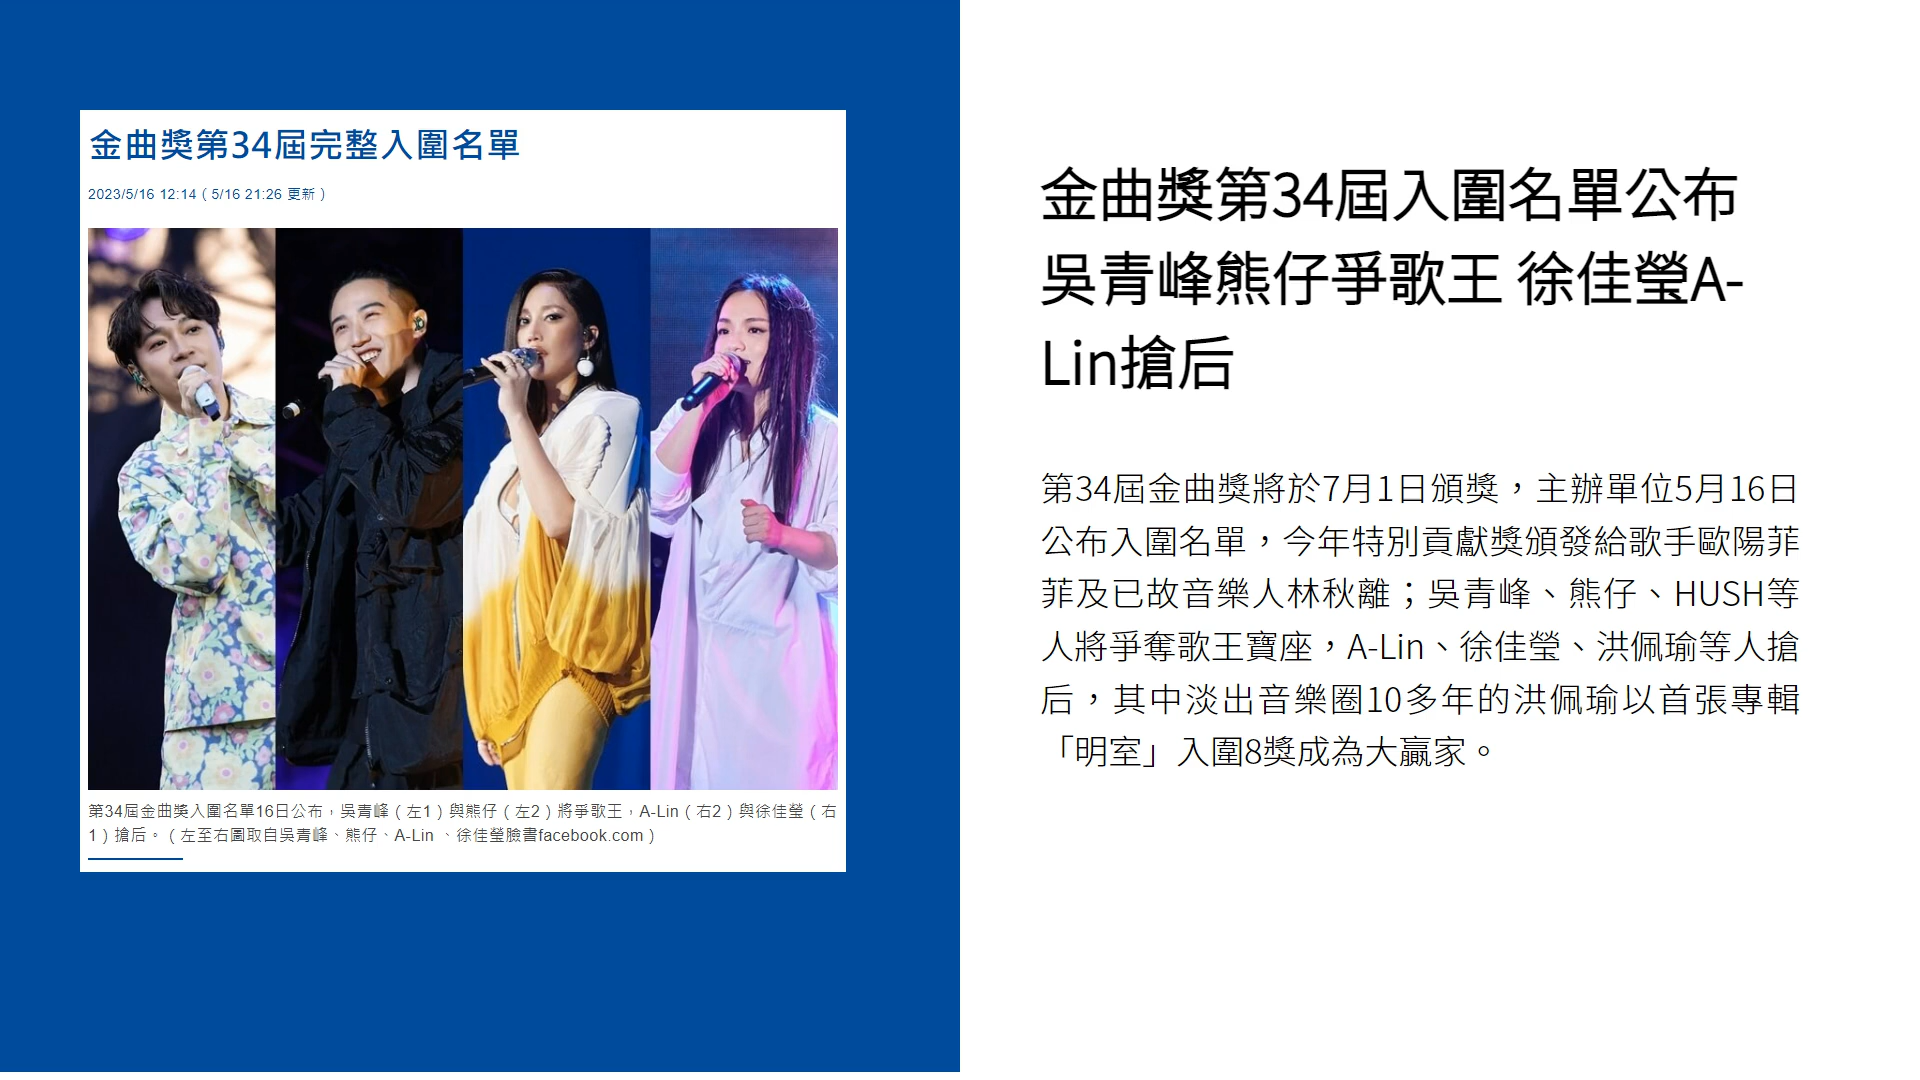 金曲獎第34屆完整入圍名單
2023/5/16 12:14（5/16 21:26 更新）
第34屆金曲獎入圍名單16日公布，吳青峰（左1）與熊仔（左2）將爭歌王，A-Lin（右2）與徐佳瑩（右
1）搶后。（左至右圖取自吳青峰、熊仔、A-Lin 、徐佳瑩臉書facebook.com）
金曲獎第34屆入圍名單公布
吳青峰熊仔爭歌王 徐佳瑩A-
Lin搶后
第34屆金曲獎將於7月1日頒獎，主辦單位5月16日
公布入圍名單，今年特別貢獻獎頒發給歌手歐陽菲
菲及已故音樂人林秋離；吳青峰、熊仔、HUSH等
人將爭奪歌王寶座，A-Lin、徐佳瑩、洪佩瑜等人搶
后，其中淡出音樂圈10多年的洪佩瑜以首張專輯
「明室」入圍8獎成為大贏家。